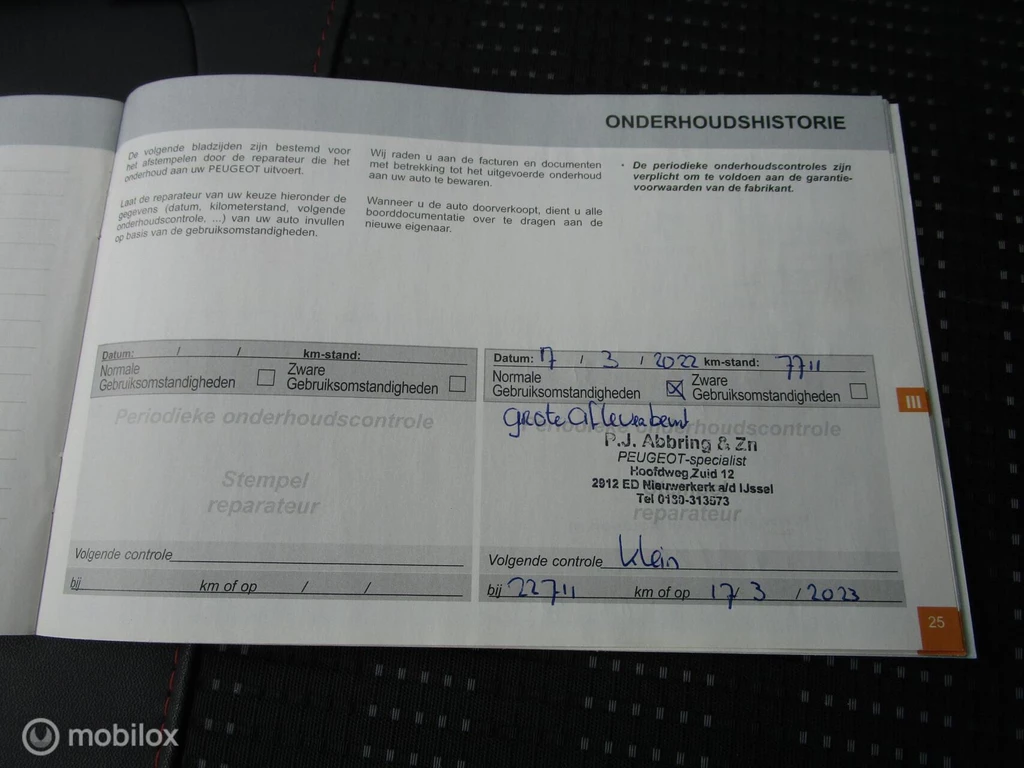 ONDERHOUDSHISTORIE
De volgende bladzijden zijn bestemd voor
het afstempelen door de reparateur die het
onderhoud aan uw PEUGEOT uitvoert.
Laat de reparateur van uw keuze hieronder de
gegevens (datum, kilometerstand, volgende
onderhoudscontrole, ...) van uw auto invullen
op basis van de gebruiksomstandigheden.
Wij raden u aan de facturen en documenten
met betrekking tot het uitgevoerde onderhoud
aan uw auto te bewaren.
Wanneer u de auto doorverkoopt, dient u alle
boorddocumentatie over te dragen aan de
nieuwe eigenaar.
• De periodieke onderhoudscontroles zijn
verplicht om te voldoen aan de garantie-
voorwaarden van de fabrikant.
Datum: / / km-stand:
Normale
Gebruiksomstandigheden
Zware
Gebruiksomstandigheden
Periodieke onderhoudscontrole
Stempel
reparateur
Volgende controle
bij km of op / /
Datum: 17 / 3 / 2022 km-stand: 7711
Normale
Gebruiksomstandigheden
Zware
Gebruiksomstandigheden
grote afleverbeurt
Periodieke onderhoudscontrole
P.J. Abbring & Zn
PEUGEOT-specialist
Hoofdweg Zuid 12
2912 ED Nieuwerkerk a/d IJssel
Tel 0180-313573
reparateur
Volgende controle klein
bij 22711 km of op 17/ 3 / 2023
III
25
mobilox